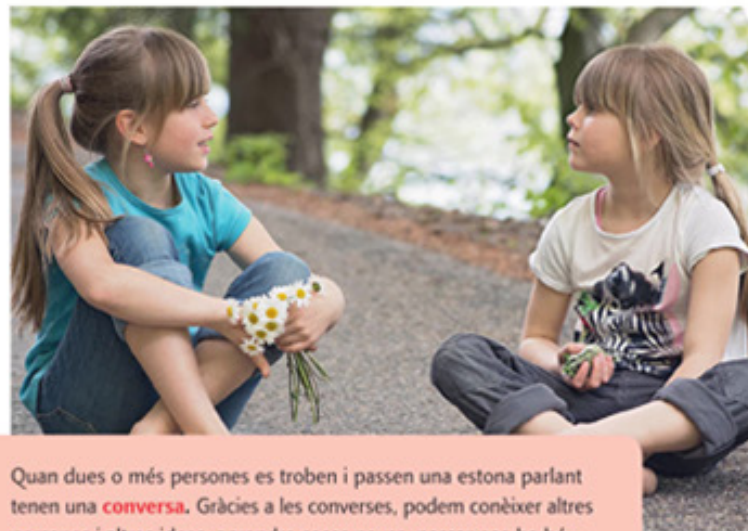 Quan dues o més persones es troben i passen una estona parlant
tenen una conversa. Gràcies a les converses, podem conèixer altres